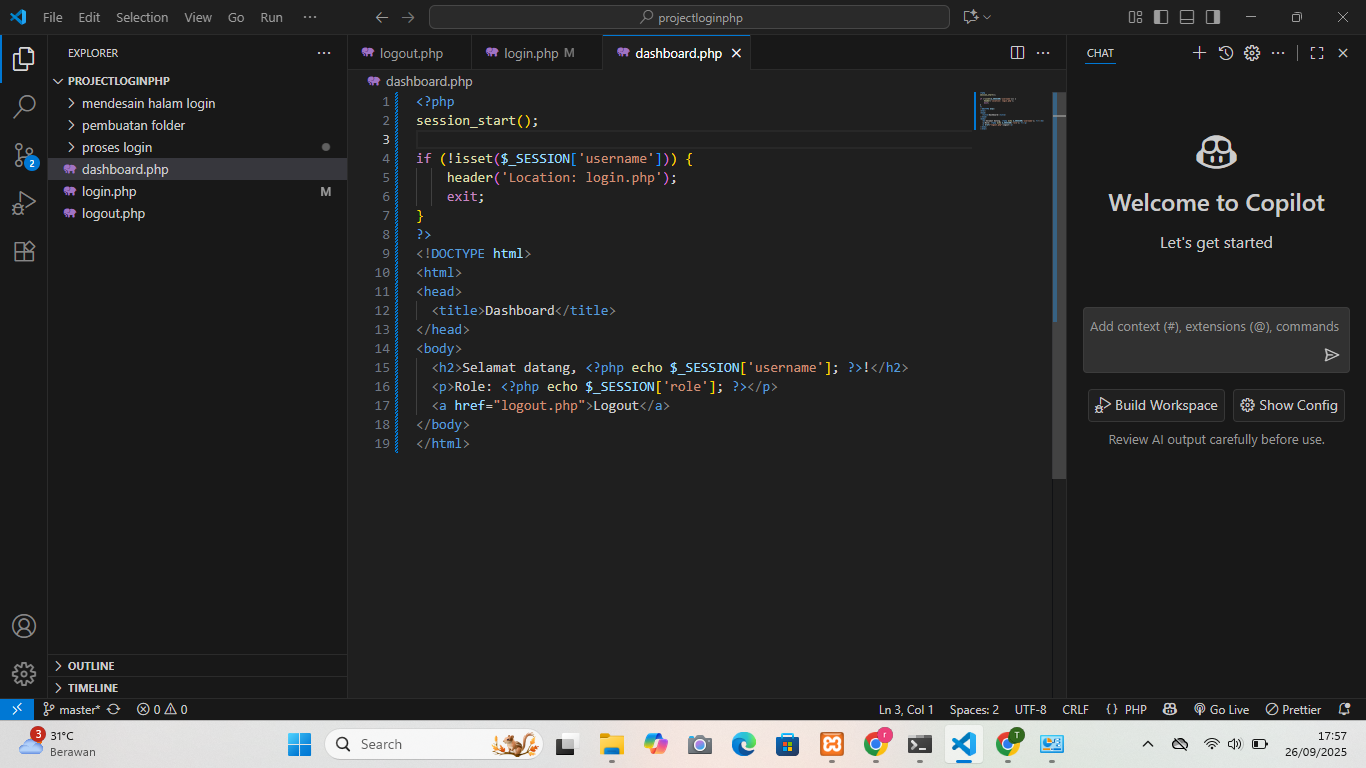 File Edit Selection View Go Run ···
projectloginphp
EXPLORER
PROJECTLOGINPHP
mendesain halam login
pembuatan folder
proses login
dashboard.php
login.php M
logout.php
OUTLINE
TIMELINE
logout.php login.php M dashboard.php
dashboard.php
1 <?php
2 session_start();
3
4 if (!isset($_SESSION['username'])) {
5 header('Location: login.php');
6 exit;
7 }
8 ?>
9 <!DOCTYPE html>
10 <html>
11 <head>
12 <title>Dashboard</title>
13 </head>
14 <body>
15 <h2>Selamat datang, <?php echo $_SESSION['username']; ?>!</h2>
16 <p>Role: <?php echo $_SESSION['role']; ?></p>
17 <a href="logout.php">Logout</a>
18 </body>
19 </html>
CHAT
Welcome to Copilot
Let's get started
Add context (#), extensions (@), commands
Build Workspace Show Config
Review AI output carefully before use.
2
master* 0 0 Ln 3, Col 1 Spaces: 2 UTF-8 CRLF {} PHP Go Live Prettier
3 31°C
Berawan
Search
r
T
17:57
26/09/2025